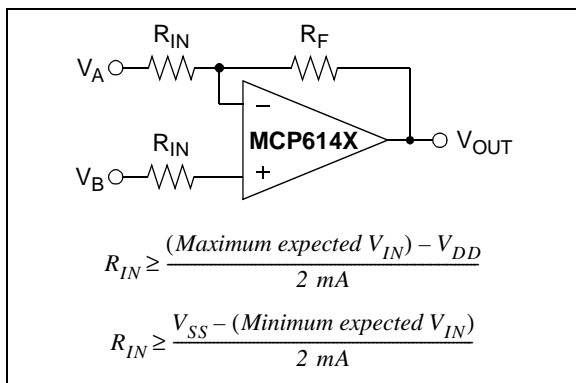 R_IN R_F
V_A
− MCP614X V_OUT
R_IN
V_B +
R_IN ≥ (Maximum expected V_IN) – V_DD / 2 mA
R_IN ≥ V_SS – (Minimum expected V_IN) / 2 mA